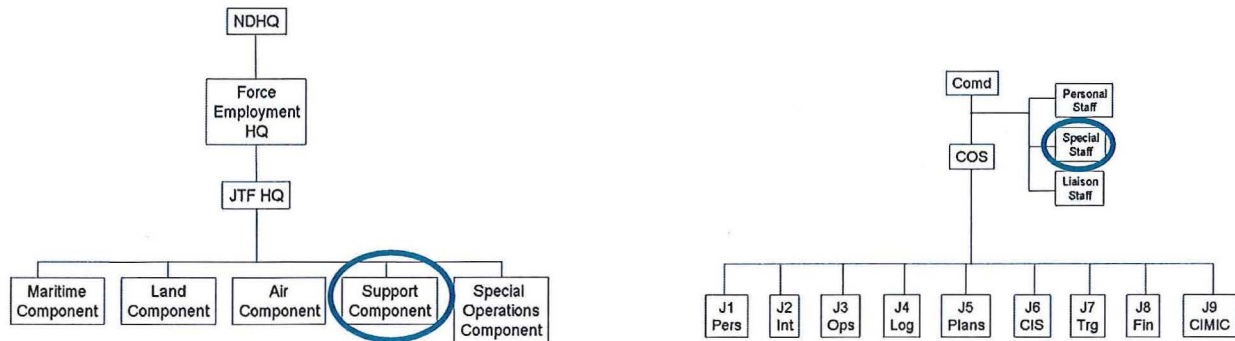 NDHQ
Force
Employment
HQ
JTF HQ
Maritime
Component
Land
Component
Air
Component
Support
Component
Special
Operations
Component
Comd
Personal
Staff
Special
Staff
COS
Liaison
Staff
J1
Pers
J2
Int
J3
Ops
J4
Log
J5
Plans
J6
CIS
J7
Trg
J8
Fin
J9
CIMIC